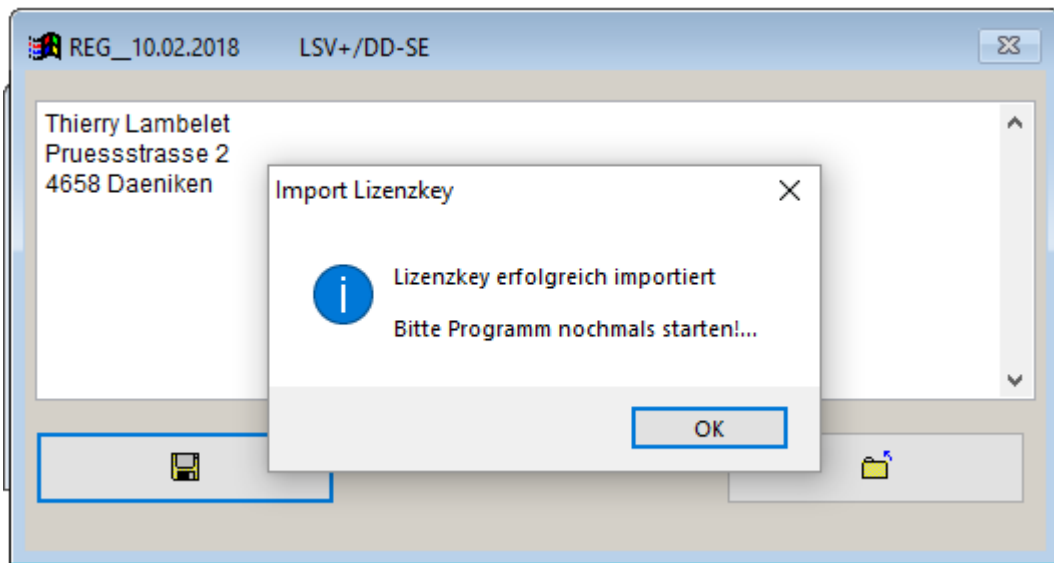 REG__10.02.2018 LSV+/DD-SE
Thierry Lambelet
Pruessstrasse 2
4658 Daeniken
Import Lizenzkey
Lizenzkey erfolgreich importiert
Bitte Programm nochmals starten!...
OK